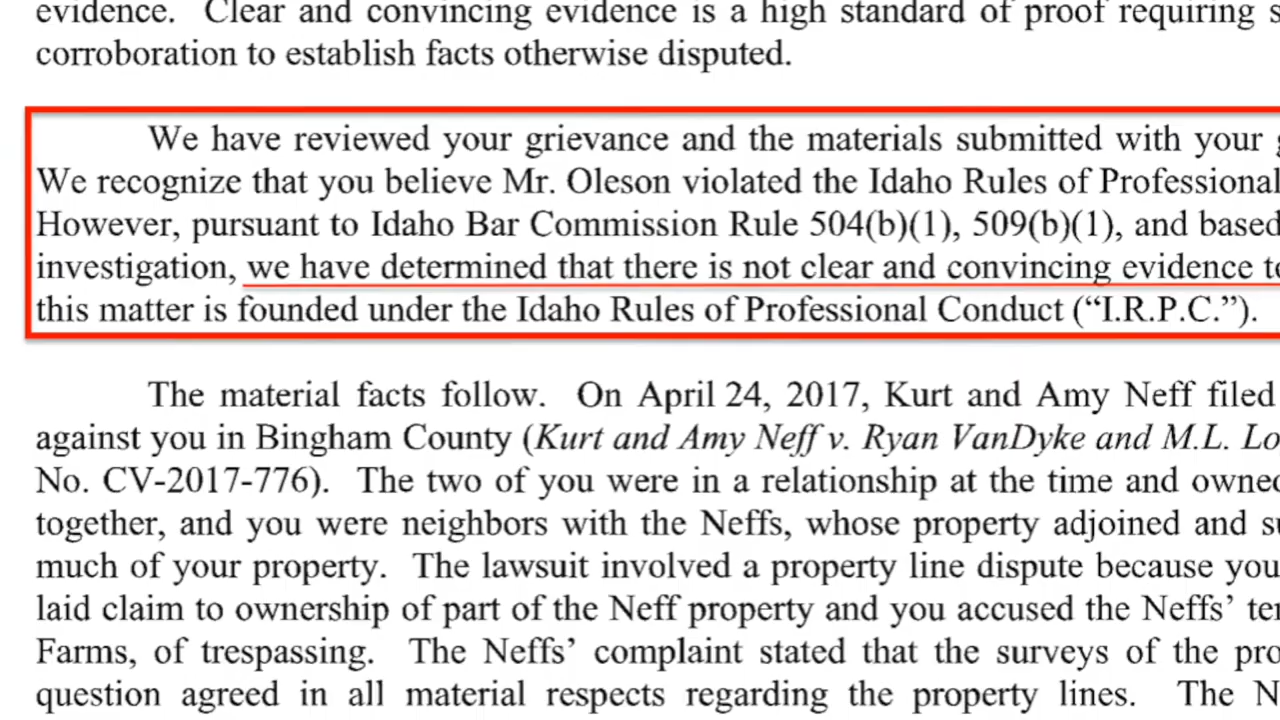 evidence. Clear and convincing evidence is a high standard of proof requiring
corroboration to establish facts otherwise disputed.
We have reviewed your grievance and the materials submitted with your
We recognize that you believe Mr. Oleson violated the Idaho Rules of Professional
However, pursuant to Idaho Bar Commission Rule 504(b)(1), 509(b)(1), and based
investigation, we have determined that there is not clear and convincing evidence
this matter is founded under the Idaho Rules of Professional Conduct (“I.R.P.C.”).
The material facts follow. On April 24, 2017, Kurt and Amy Neff filed
against you in Bingham County (Kurt and Amy Neff v. Ryan VanDyke and M.L.
No. CV-2017-776). The two of you were in a relationship at the time and owned
together, and you were neighbors with the Neffs, whose property adjoined and
much of your property. The lawsuit involved a property line dispute because you
laid claim to ownership of part of the Neff property and you accused the Neffs’
Farms, of trespassing. The Neffs’ complaint stated that the surveys of the
question agreed in all material respects regarding the property lines. The